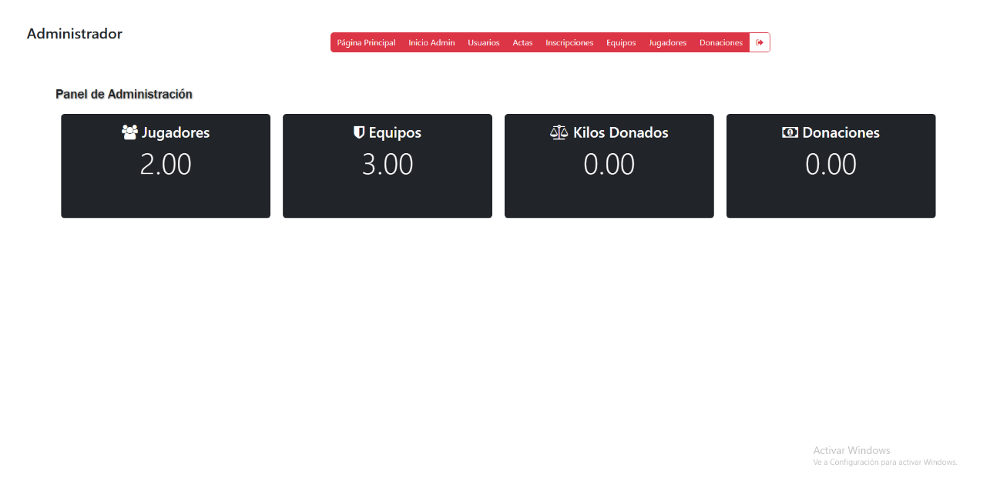 Administrador
Página Principal Inicio Admin Usuarios Actas Inscripciones Equipos Jugadores Donaciones
Panel de Administración
Jugadores
2.00
Equipos
3.00
Kilos Donados
0.00
Donaciones
0.00
Activar Windows
Ve a Configuración para activar Windows.